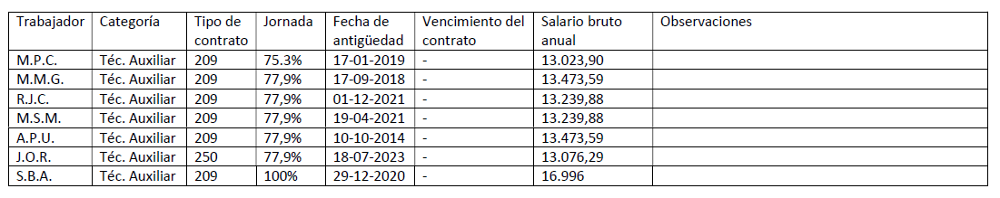 Trabajador Categoría Tipo de contrato Jornada Fecha de antigüedad Vencimiento del contrato Salario bruto anual Observaciones
M.P.C. Téc. Auxiliar 209 75.3% 17-01-2019 - 13.023,90
M.M.G. Téc. Auxiliar 209 77,9% 17-09-2018 - 13.473,59
R.J.C. Téc. Auxiliar 209 77,9% 01-12-2021 - 13.239,88
M.S.M. Téc. Auxiliar 209 77,9% 19-04-2021 - 13.239,88
A.P.U. Téc. Auxiliar 209 77,9% 10-10-2014 - 13.473,59
J.O.R. Téc. Auxiliar 250 77,9% 18-07-2023 - 13.076,29
S.B.A. Téc. Auxiliar 209 100% 29-12-2020 - 16.996